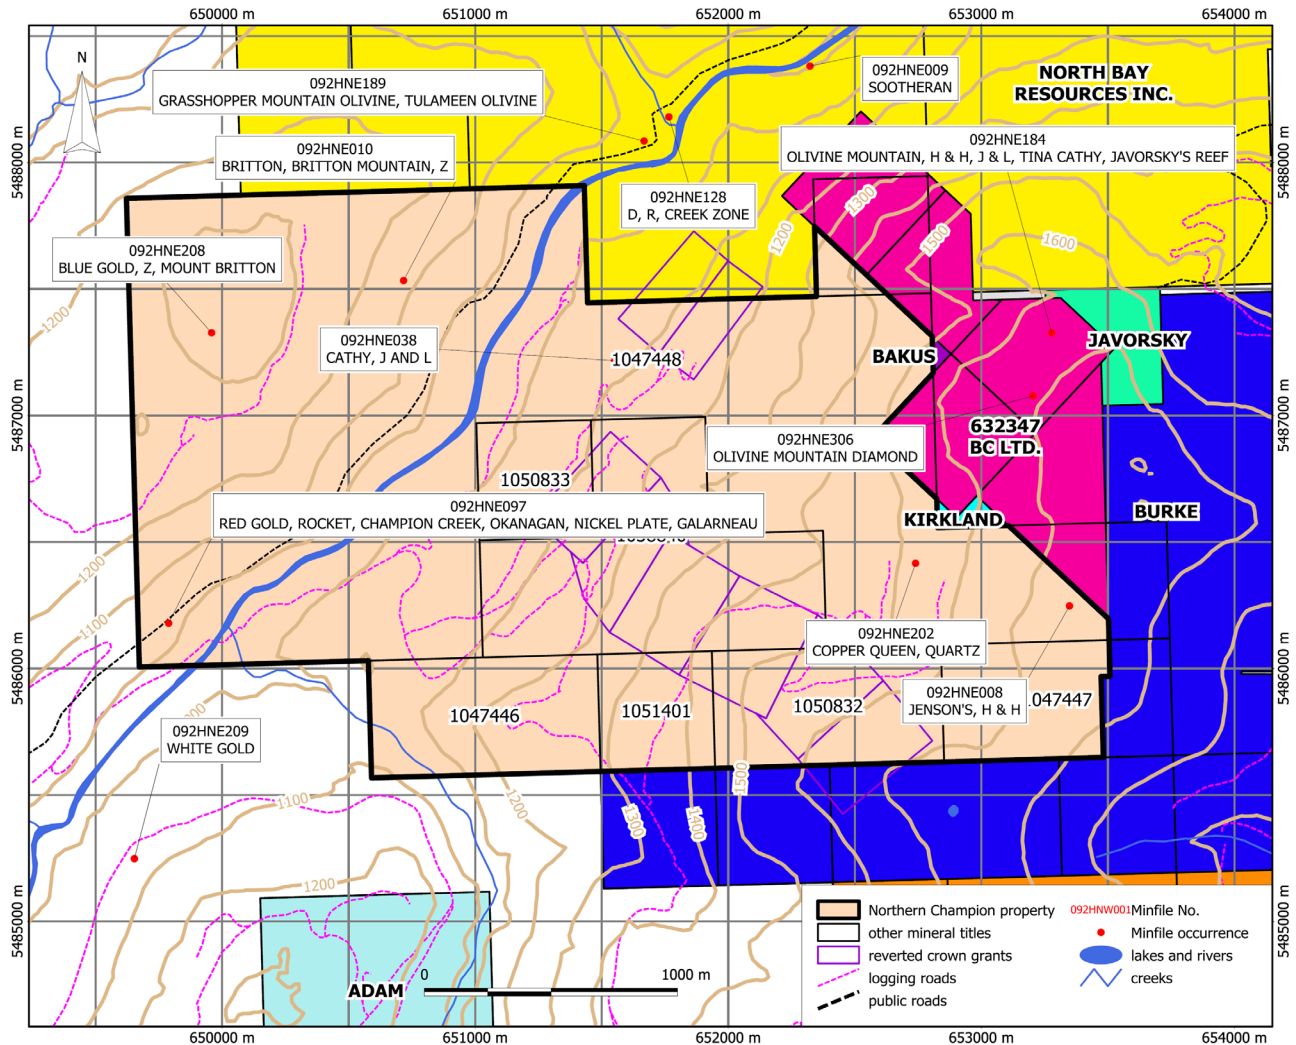 650000 m
651000 m
652000 m
653000 m
654000 m
N
092HNE189
GRASSHOPPER MOUNTAIN OLIVINE, TULAMEEN OLIVINE
092HNE009
SOOTHERAN
NORTH BAY
RESOURCES INC.
092HNE010
BRITTON, BRITTON MOUNTAIN, Z
092HNE184
OLIVINE MOUNTAIN, H & H, J & L, TINA CATHY, JAVORSKY'S REEF
5488000 m
5488000 m
092HNE128
D, R, CREEK ZONE
1300
1200
1500
1600
092HNE208
BLUE GOLD, Z, MOUNT BRITTON
1200
092HNE038
CATHY, J AND L
1047448
BAKUS
JAVORSKY
5487000 m
5487000 m
632347
BC LTD.
092HNE306
OLIVINE MOUNTAIN DIAMOND
1050833
092HNE097
RED GOLD, ROCKET, CHAMPION CREEK, OKANAGAN, NICKEL PLATE, GALARNEAU
KIRKLAND
BURKE
1200
1100
092HNE202
COPPER QUEEN, QUARTZ
5486000 m
5486000 m
092HNE008
JENSON'S, H & H
047447
1047446
1051401
1050832
092HNE209
WHITE GOLD
1500
1100
1200
1300
1400
1200
5485000 m
5485000 m
ADAM
0
1000 m
Northern Champion property
other mineral titles
reverted crown grants
logging roads
public roads
092HNW001 Minfile No.
Minfile occurrence
lakes and rivers
creeks
650000 m
651000 m
652000 m
653000 m
654000 m